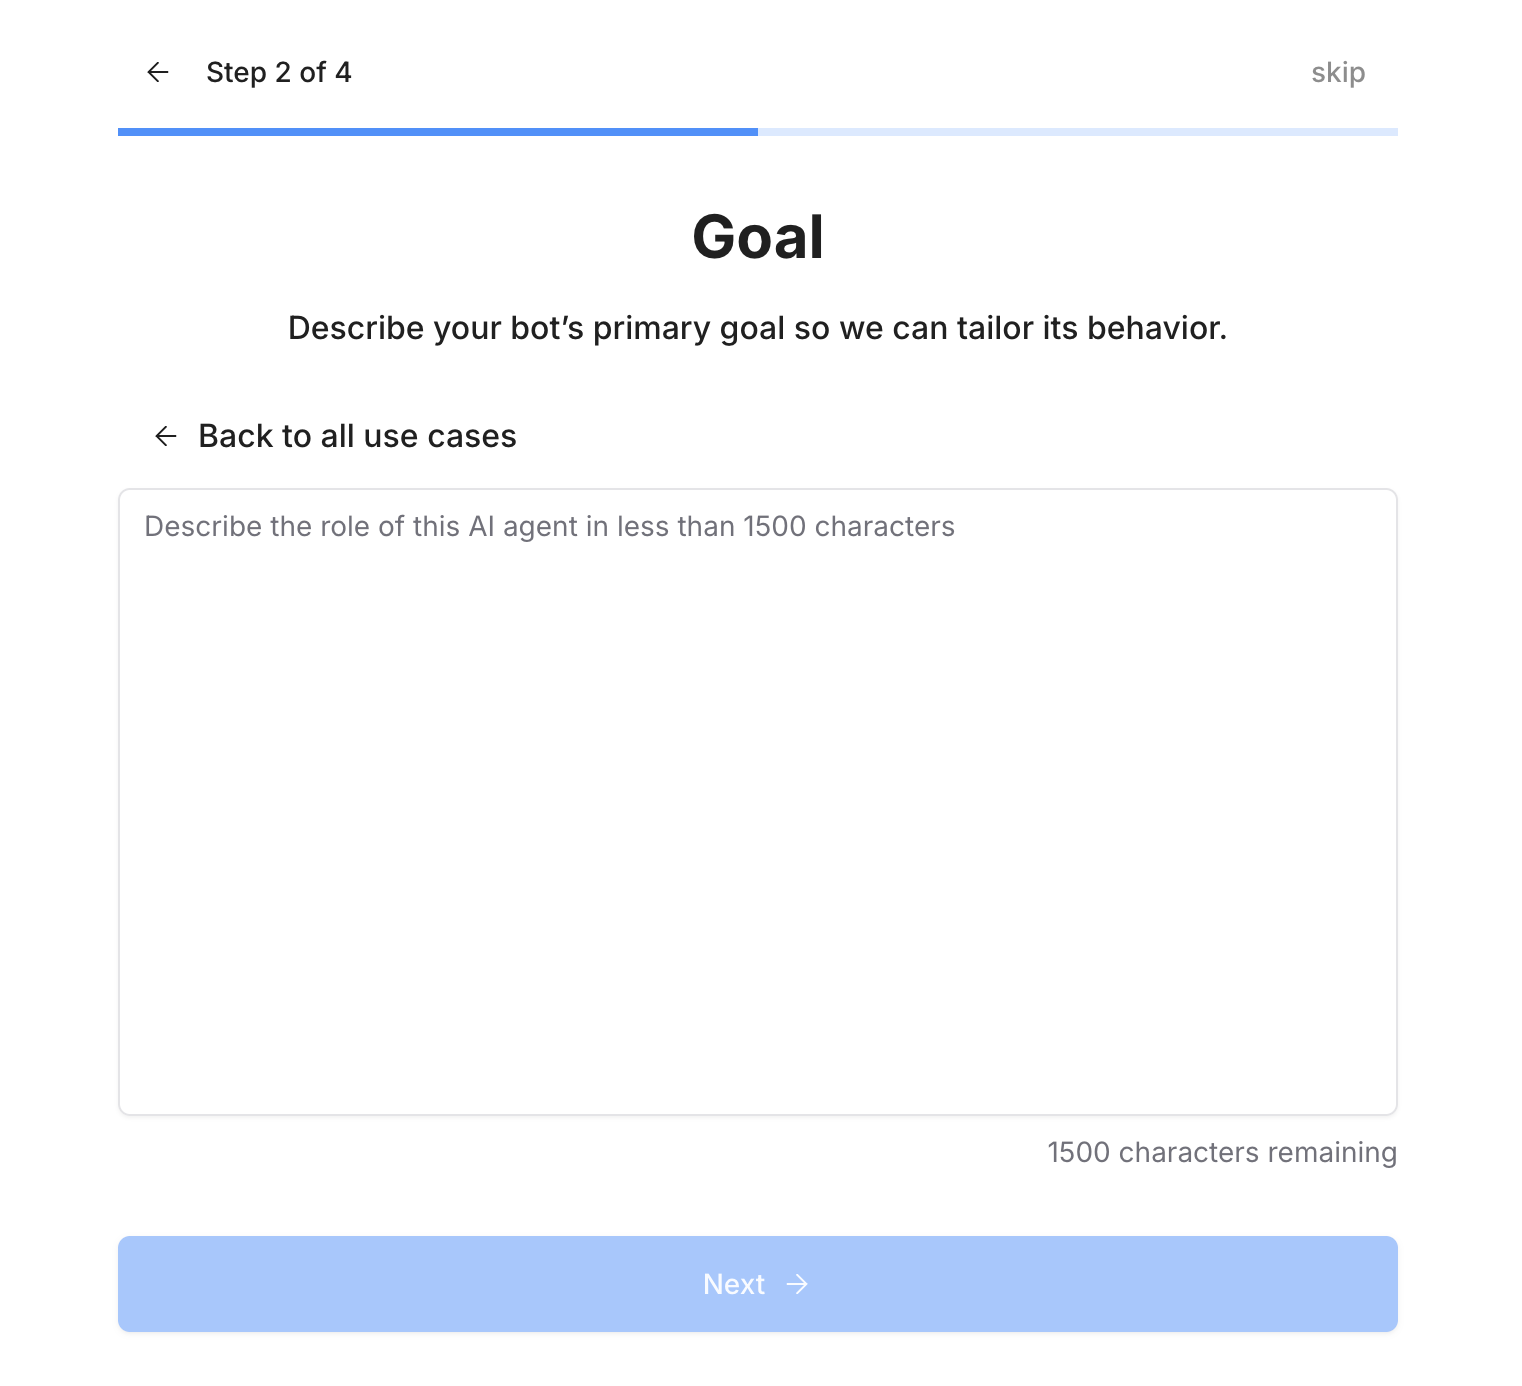 Step 2 of 4
skip
Goal
Describe your bot’s primary goal so we can tailor its behavior.
Back to all use cases
Describe the role of this AI agent in less than 1500 characters
1500 characters remaining
Next